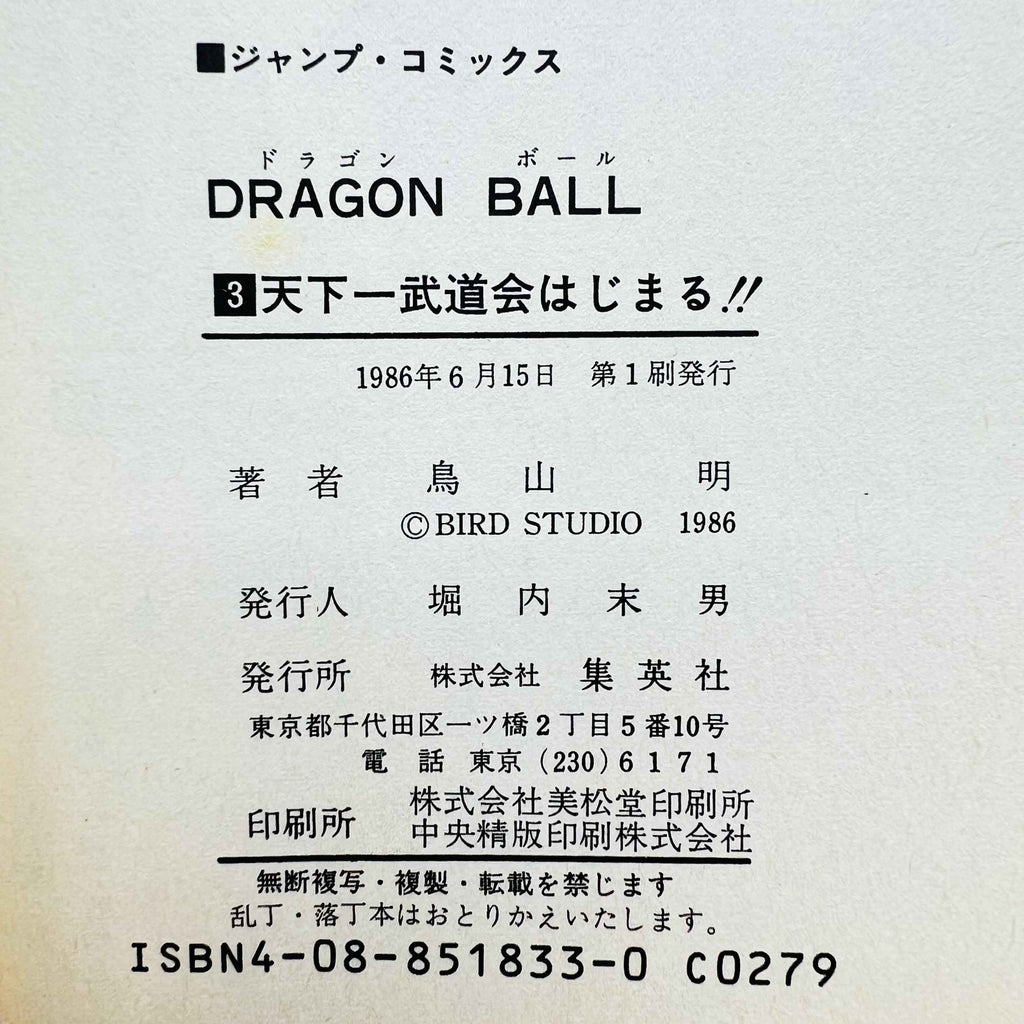 ■ジャンプ・コミックス
ドラゴン ボール
DRAGON BALL
3 天下一武道会はじまる!!
1986年6月15日 第1刷発行
著者 鳥山 明
©BIRD STUDIO 1986
発行人 堀内末男
発行所 株式会社 集英社
東京都千代田区一ツ橋2丁目5番10号
電話 東京(230)6171
印刷所 株式会社美松堂印刷所
中央精版印刷株式会社
無断複写・複製・転載を禁じます
乱丁・落丁本はおとりかえいたします。
ISBN4-08-851833-0 C0279